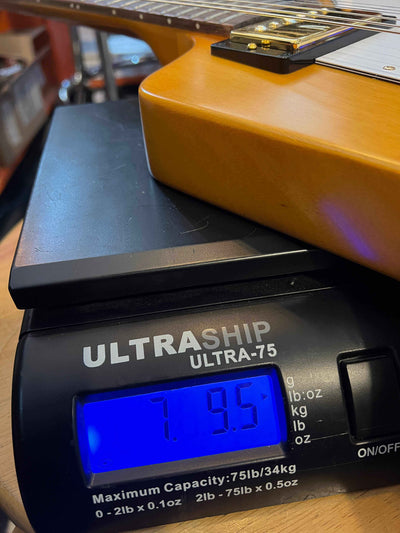 ULTRASHIP
ULTRA-75
7. 9.5
g
lb:oz
kg
lb
oz
ON/OFF
Maximum Capacity:75lb/34kg
0 - 2lb x 0.1oz 2lb - 75lb x 0.5oz